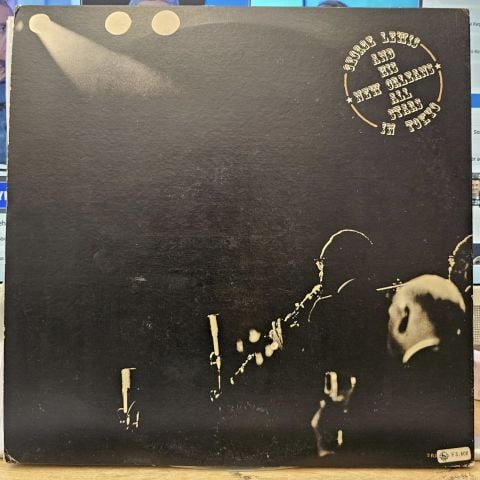 GEORGE LEWIS
AND
HIS
NEW ORLEANS
ALL
STARS
IN TOKYO